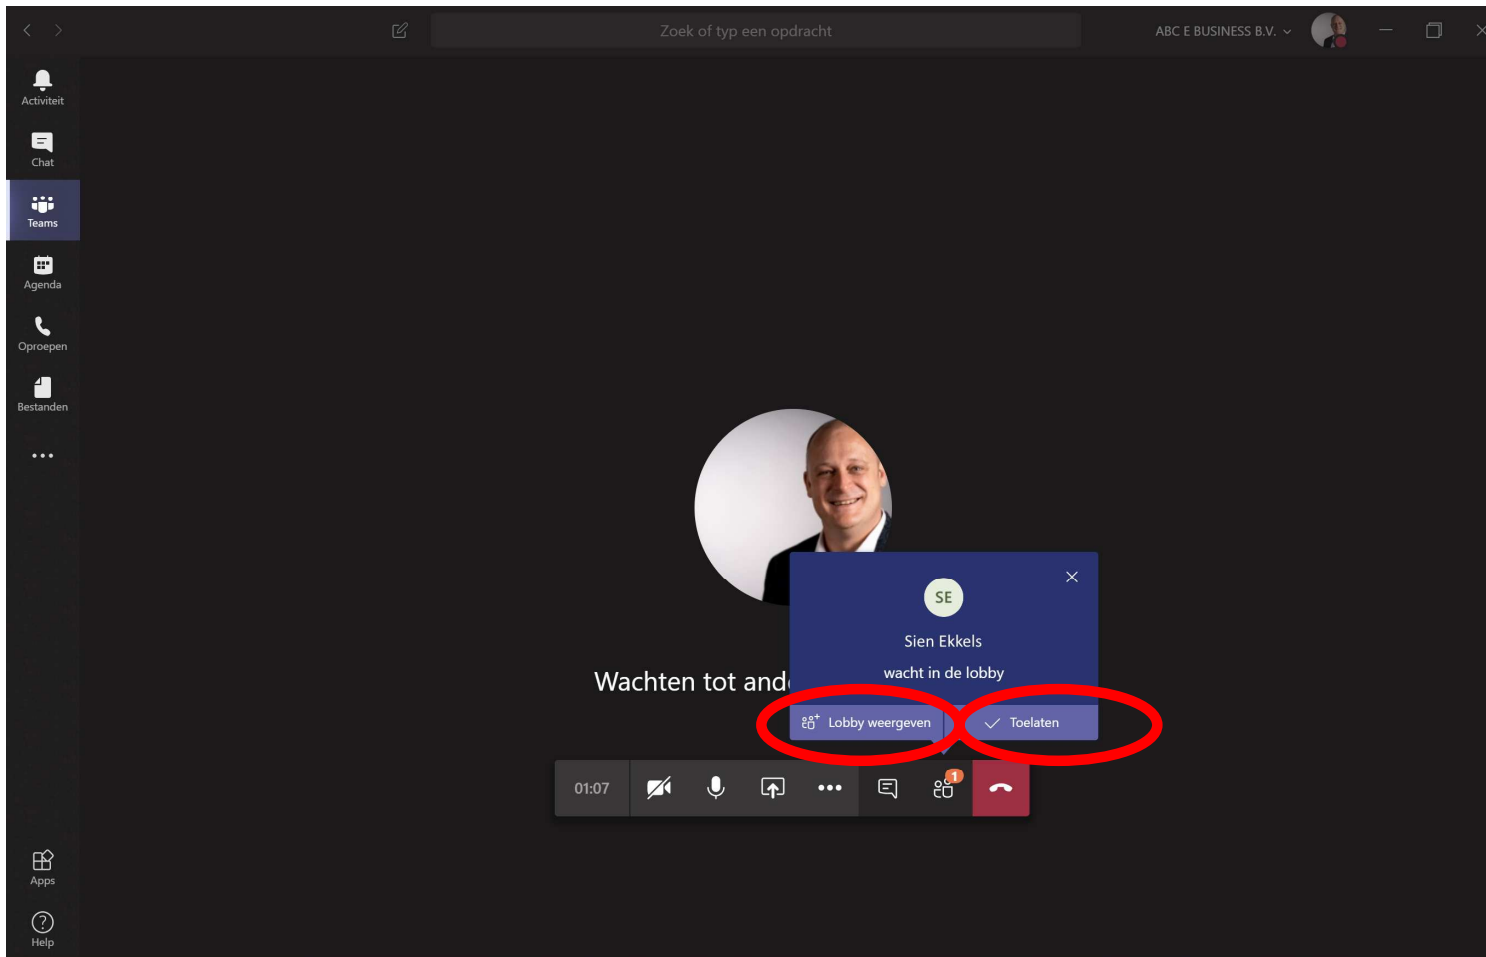 Zoek of typ een opdracht
ABC E BUSINESS B.V.
Activiteit
Chat
Teams
Agenda
Oproepen
Bestanden
SE
Sien Ekkels
wacht in de lobby
Wachten tot ande
Lobby weergeven
Toelaten
01:07
1
Apps
Help